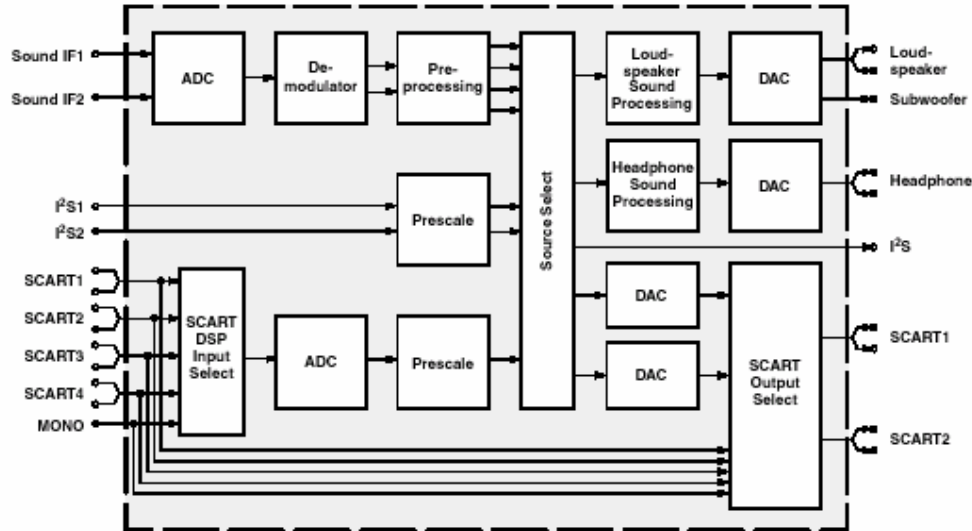 Sound IF1
Sound IF2
ADC
De-
modulator
Pre-
processing
Loud-
speaker
Sound
Processing
DAC
Loud-
speaker
Subwoofer
Headphone
Sound
Processing
DAC
Headphone
I²S1
I²S2
Prescale
Source Select
I²S
SCART1
SCART2
SCART3
SCART4
MONO
SCART
DSP
Input
Select
ADC
Prescale
DAC
DAC
SCART
Output
Select
SCART1
SCART2